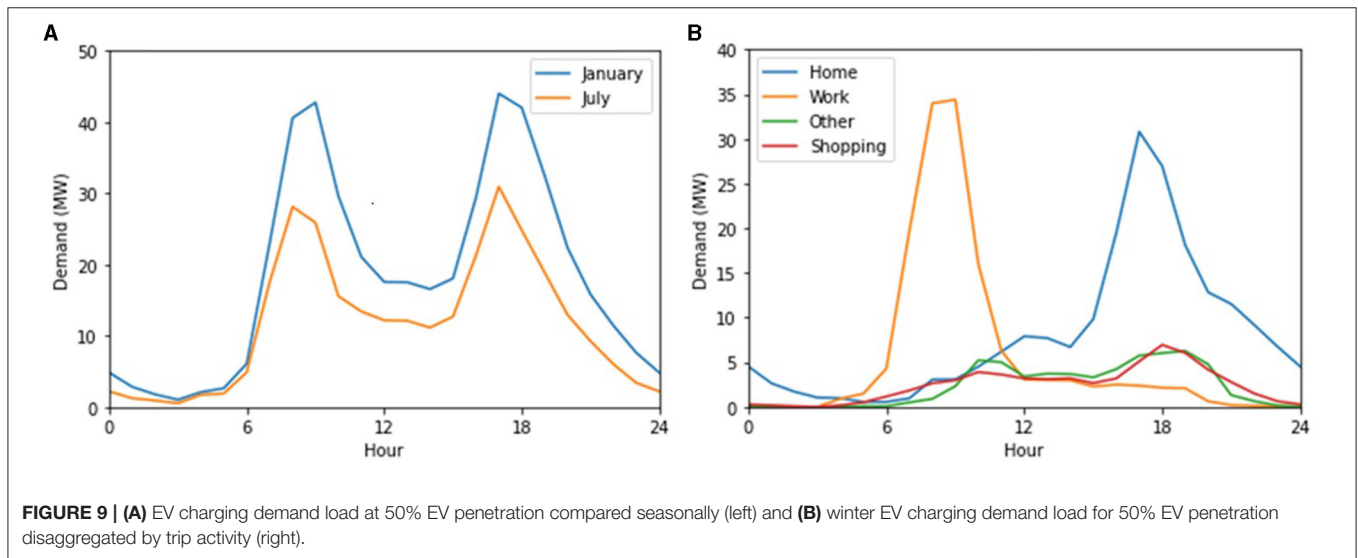 A
50
40
30
20
10
0
Demand (MW)
0 6 12 18 24
Hour
January
July
B
40
35
30
25
20
15
10
5
0
Demand (MW)
0 6 12 18 24
Hour
Home
Work
Other
Shopping
FIGURE 9 | (A) EV charging demand load at 50% EV penetration compared seasonally (left) and (B) winter EV charging demand load for 50% EV penetration
disaggregated by trip activity (right).